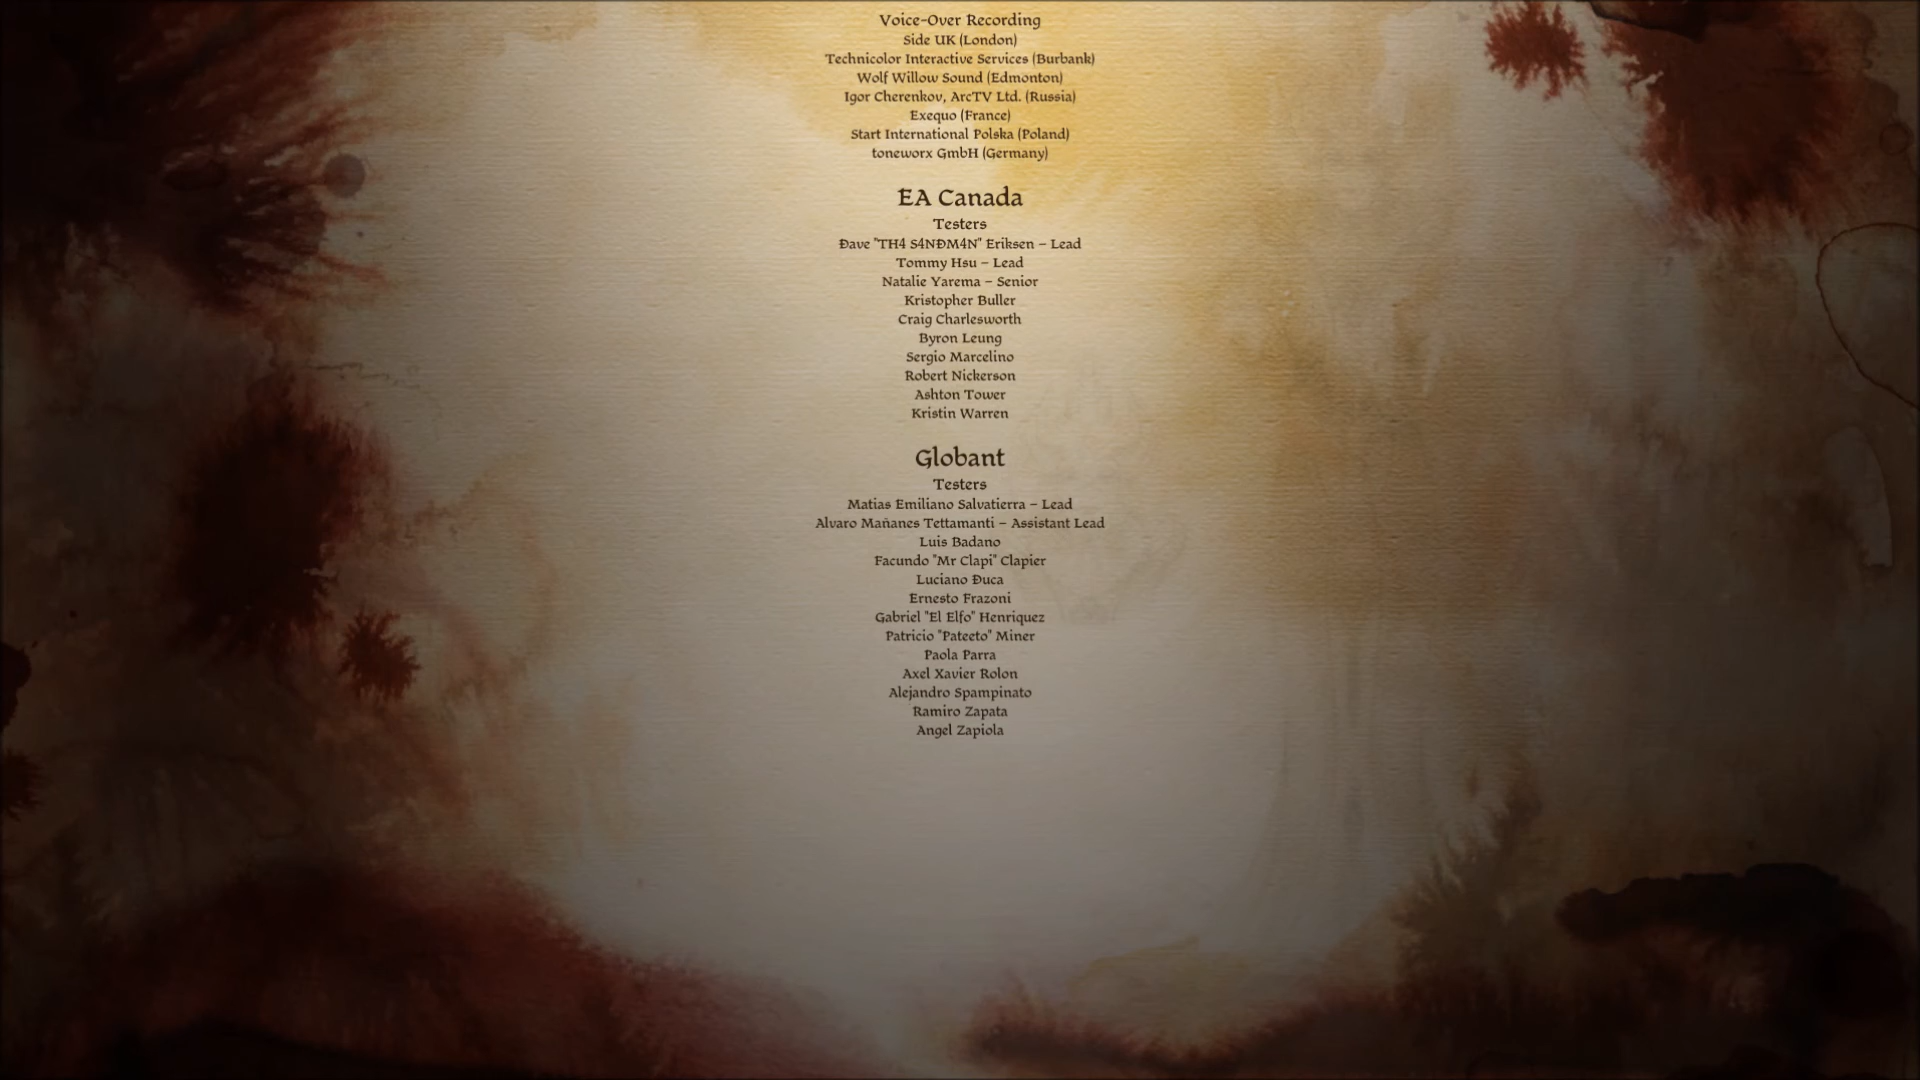 Voice-Over Recording
Side UK (London)
Technicolor Interactive Services (Burbank)
Wolf Willow Sound (Edmonton)
Igor Cherenkov, ArcTV Ltd. (Russia)
Exequo (France)
Start International Polska (Poland)
toneworx GmbH (Germany)
EA Canada
Testers
Dave "TH4 S4NDM4N" Eriksen – Lead
Tommy Hsu – Lead
Natalie Yarema – Senior
Kristopher Buller
Craig Charlesworth
Byron Leung
Sergio Marcelino
Robert Nickerson
Ashton Tower
Kristin Warren
Globant
Testers
Matias Emiliano Salvatierra – Lead
Alvaro Mañanes Tettamanti – Assistant Lead
Luis Badano
Facundo "Mr Clapi" Clapier
Luciano Duca
Ernesto Frazoni
Gabriel "El Elfo" Henriquez
Patricio "Pateeto" Miner
Paola Parra
Axel Xavier Rolon
Alejandro Spampinato
Ramiro Zapata
Angel Zapiola